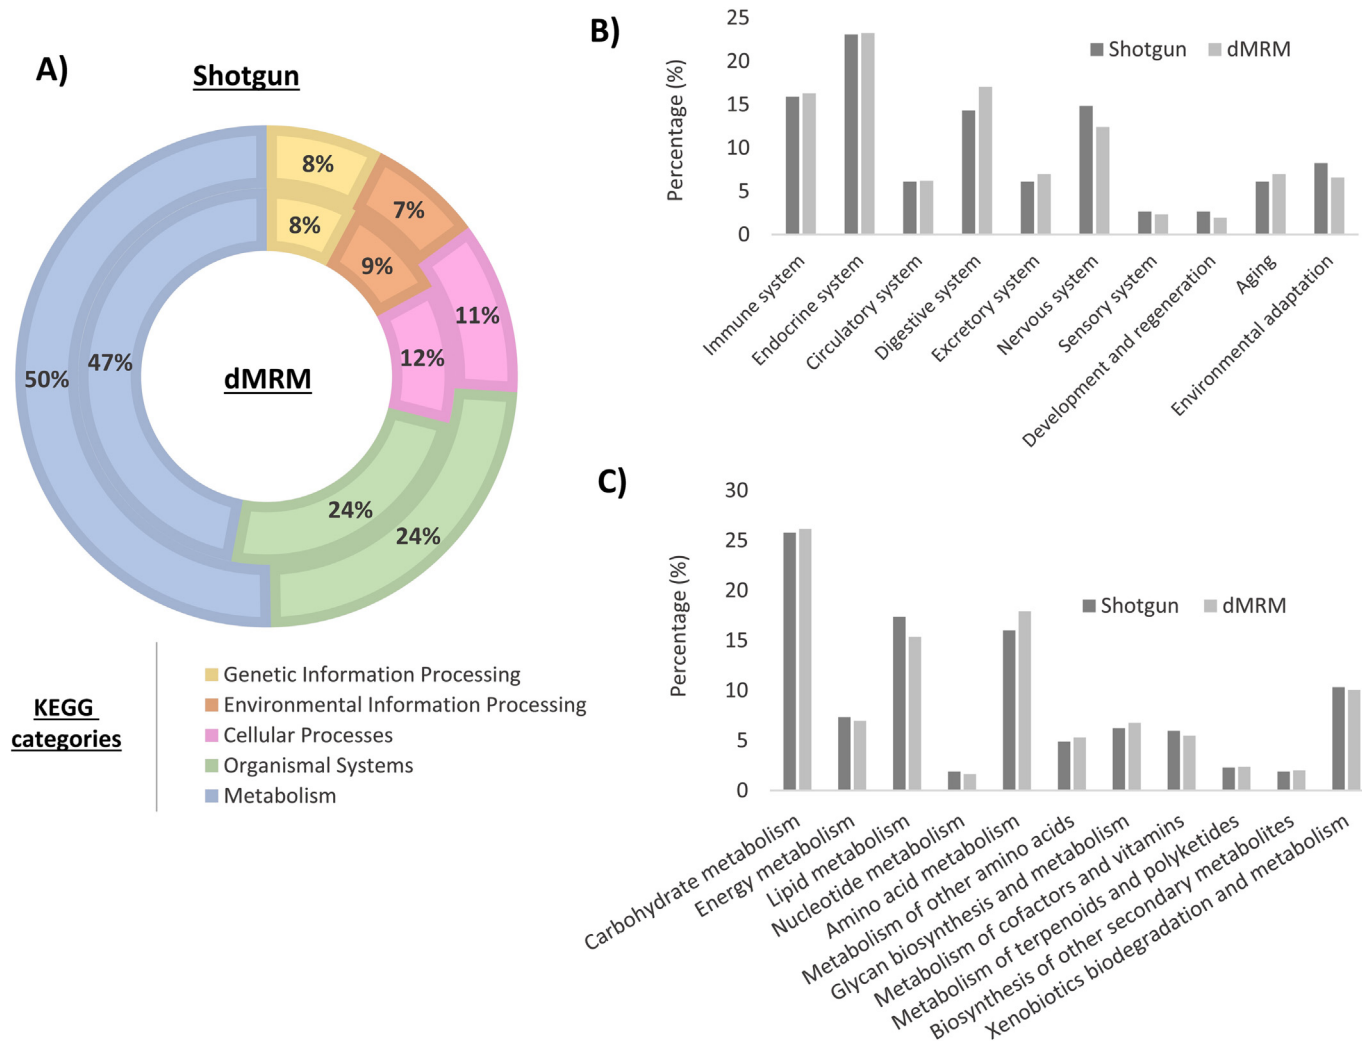 A)
Shotgun
8%
8%
7%
9%
11%
12%
50%
47%
dMRM
24%
24%
KEGG
categories
Genetic Information Processing
Environmental Information Processing
Cellular Processes
Organismal Systems
Metabolism
B)
Percentage (%)
25
20
15
10
5
0
Shotgun
dMRM
Immune system
Endocrine system
Circulatory system
Digestive system
Excretory system
Nervous system
Sensory system
Development and regeneration
Aging
Environmental adaptation
C)
Percentage (%)
30
25
20
15
10
5
0
Shotgun
dMRM
Carbohydrate metabolism
Energy metabolism
Lipid metabolism
Nucleotide metabolism
Amino acid metabolism
Metabolism of other amino acids
Glycan biosynthesis and metabolism
Metabolism of cofactors and vitamins
Metabolism of terpenoids and polyketides
Biosynthesis of other secondary metabolites
Xenobiotics biodegradation and metabolism